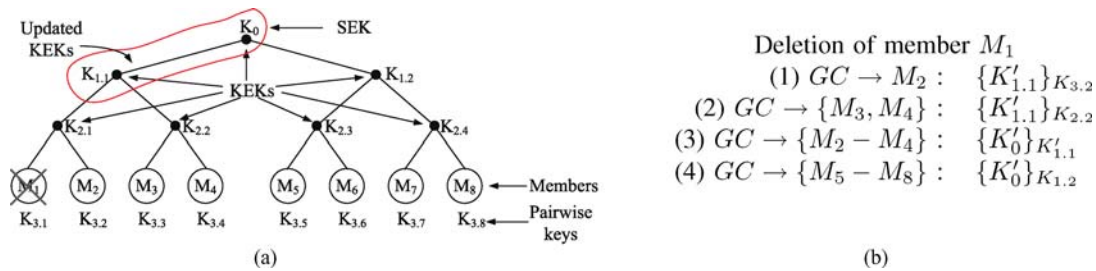 (a)
Updated
KEKs
K0
SEK
K1.1
K1.2
KEKs
K2.1
K2.2
K2.3
K2.4
M1 M2 M3 M4 M5 M6 M7 M8
Members
K3.1 K3.2 K3.3 K3.4 K3.5 K3.6 K3.7 K3.8
Pairwise
keys
(a)
Deletion of member M1
(1) GC → M2 : {K′1.1}K3.2
(2) GC → {M3, M4} : {K′1.1}K2.2
(3) GC → {M2 − M4} : {K′0}K′1.1
(4) GC → {M5 − M8} : {K′0}K1.2
(b)